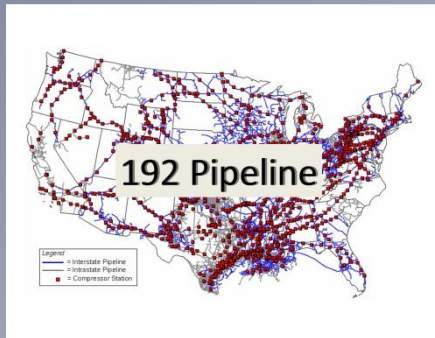 192 Pipeline
Legend
= Interstate Pipeline
= Intrastate Pipeline
= Compressor Station